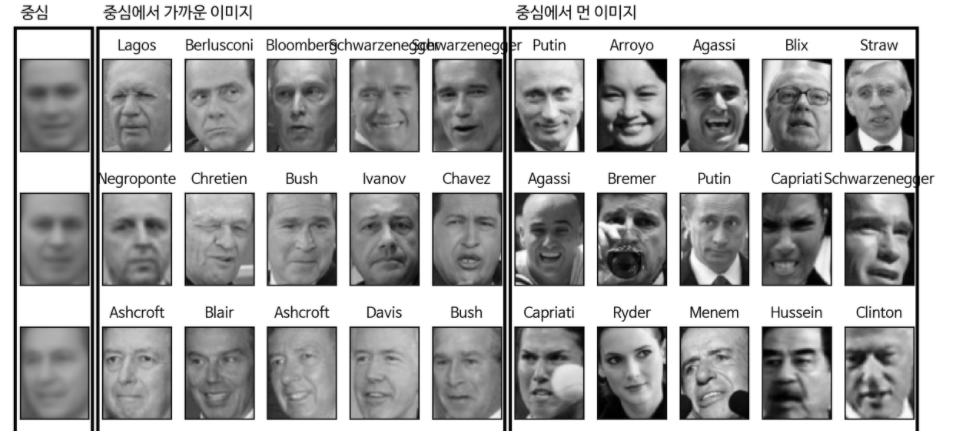 중심 중심에서 가까운 이미지 중심에서 먼 이미지
Lagos Berlusconi Bloomberg Schwarzenegger Schwarzenegger Putin Arroyo Agassi Blix Straw
Negroponte Chretien Bush Ivanov Chavez Agassi Bremer Putin Capriati Schwarzenegger
Ashcroft Blair Ashcroft Davis Bush Capriati Ryder Menem Hussein Clinton